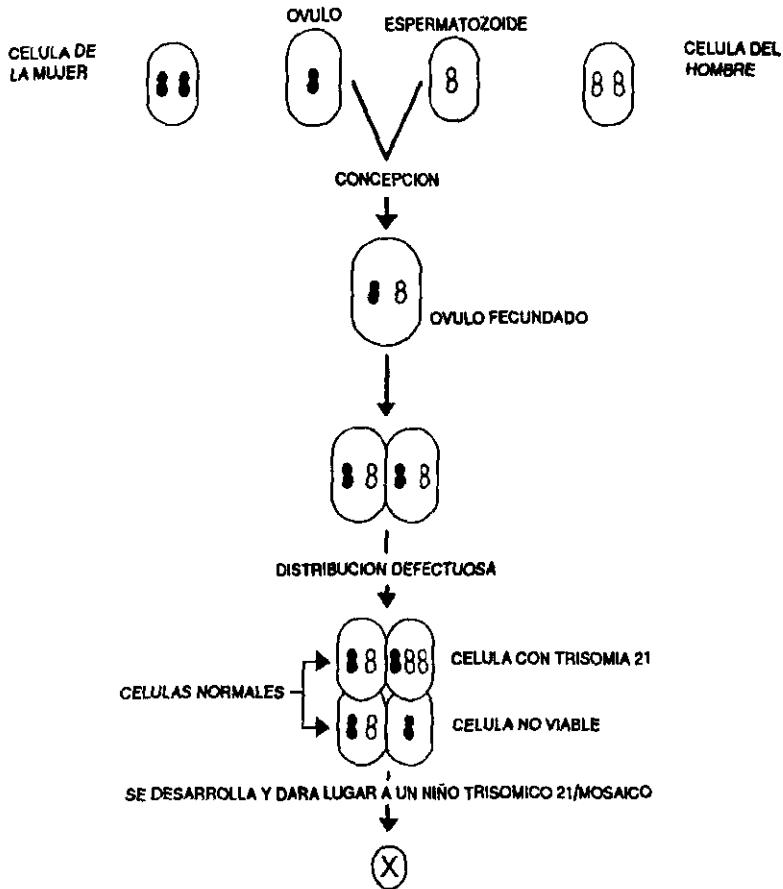 OVULO
ESPERMATOZOIDE
CELULA DE
LA MUJER
CELULA DEL
HOMBRE
CONCEPCION
OVULO FECUNDADO
DISTRIBUCION DEFECTUOSA
CELULA CON TRISOMIA 21
CELULAS NORMALES
CELULA NO VIABLE
SE DESARROLLA Y DARA LUGAR A UN NIÑO TRISOMICO 21/MOSAICO
X